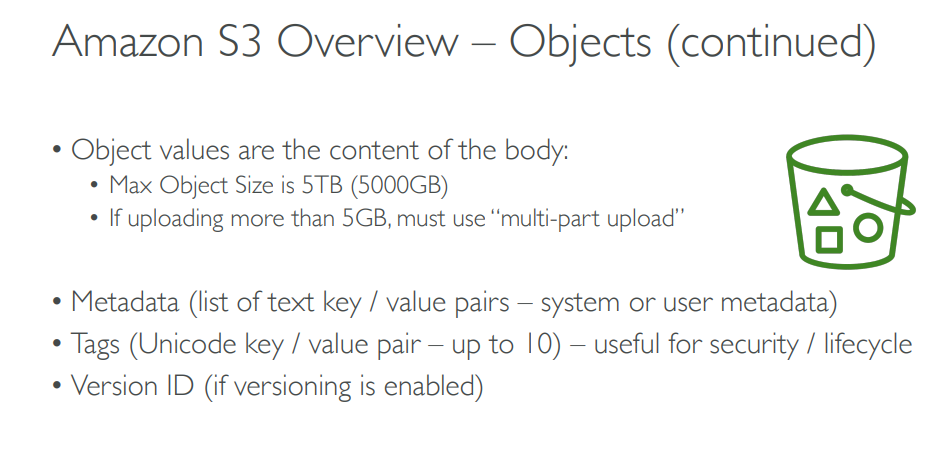 Amazon S3 Overview – Objects (continued)
• Object values are the content of the body:
• Max Object Size is 5TB (5000GB)
• If uploading more than 5GB, must use “multi-part upload”
• Metadata (list of text key / value pairs – system or user metadata)
• Tags (Unicode key / value pair – up to 10) – useful for security / lifecycle
• Version ID (if versioning is enabled)